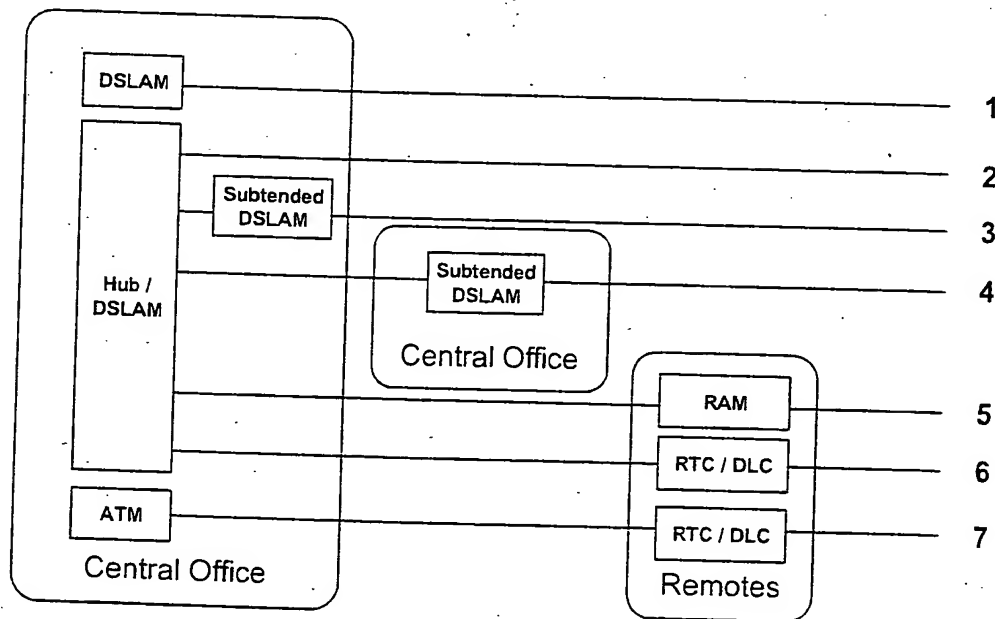 DSLAM
1
2
Subtended
DSLAM
3
Hub /
DSLAM
Subtended
DSLAM
4
Central Office
RAM
5
RTC / DLC
6
ATM
RTC / DLC
7
Central Office
Remotes